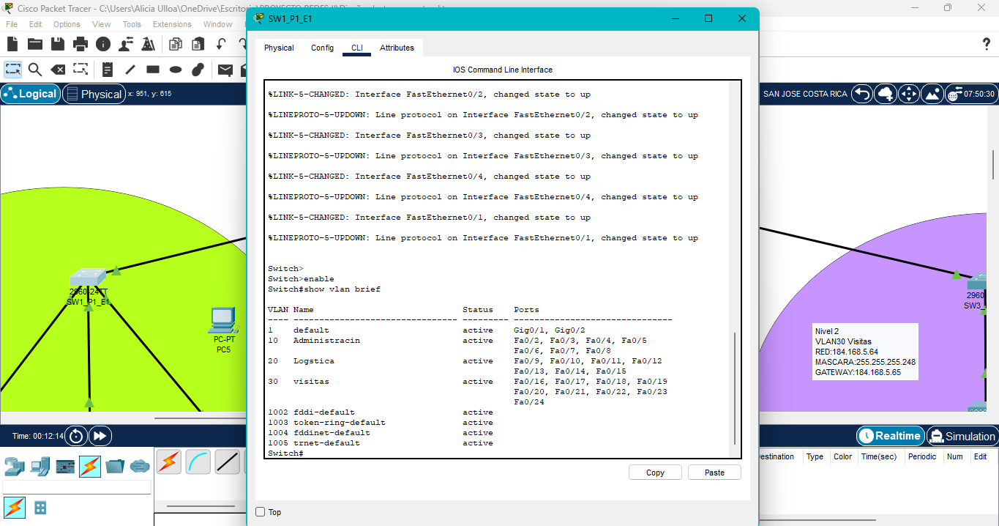 Cisco Packet Tracer - C:\Users\Alicia Ulloa\OneDrive\Escritorio\PROYECTO REDES II\
SW1_P1_E1
File Edit Options View Tools Extensions Window
Physical Config CLI Attributes
IOS Command Line Interface
Logical Physical x: 951, y: 615
SAN JOSE COSTA RICA 07:50:30
%LINK-5-CHANGED: Interface FastEthernet0/2, changed state to up
%LINEPROTO-5-UPDOWN: Line protocol on Interface FastEthernet0/2, changed state to up
%LINK-5-CHANGED: Interface FastEthernet0/3, changed state to up
%LINEPROTO-5-UPDOWN: Line protocol on Interface FastEthernet0/3, changed state to up
%LINK-5-CHANGED: Interface FastEthernet0/4, changed state to up
%LINEPROTO-5-UPDOWN: Line protocol on Interface FastEthernet0/4, changed state to up
%LINK-5-CHANGED: Interface FastEthernet0/1, changed state to up
%LINEPROTO-5-UPDOWN: Line protocol on Interface FastEthernet0/1, changed state to up
Switch>
Switch>enable
Switch#show vlan brief
VLAN Name Status Ports
---- -------------------------------- --------- -------------------------------
1 default active Gig0/1, Gig0/2
10 Administracin active Fa0/2, Fa0/3, Fa0/4, Fa0/5
Fa0/6, Fa0/7, Fa0/8
20 Logstica active Fa0/9, Fa0/10, Fa0/11, Fa0/12
Fa0/13, Fa0/14, Fa0/15
30 visitas active Fa0/16, Fa0/17, Fa0/18, Fa0/19
Fa0/20, Fa0/21, Fa0/22, Fa0/23
Fa0/24
1002 fddi-default active
1003 token-ring-default active
1004 fddinet-default active
1005 trnet-default active
Switch#
Copy Paste
Top
2960-24TT
SW1_P1_E1
PC-PT
PC5
2960
SW3_
Nivel 2
VLAN30 Visitas
RED:184.168.5.64
MASCARA:255.255.255.248
GATEWAY:184.168.5.65
Time: 00:12:14
Realtime Simulation
estination Type Color Time(sec) Periodic Num Edit